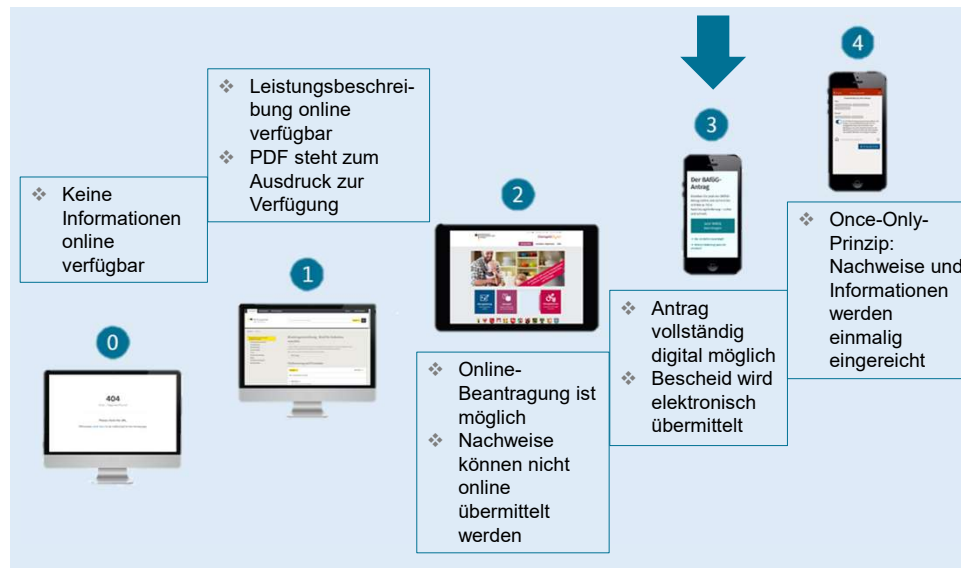 0
Keine
Informationen
online
verfügbar
404
1
Leistungsbeschrei-
bung online
verfügbar
PDF steht zum
Ausdruck zur
Verfügung
2
Online-
Beantragung ist
möglich
Nachweise
können nicht
online
übermittelt
werden
3
Der BAföG-
Antrag
Antrag
vollständig
digital möglich
Bescheid wird
elektronisch
übermittelt
4
Once-Only-
Prinzip:
Nachweise und
Informationen
werden
einmalig
eingereicht